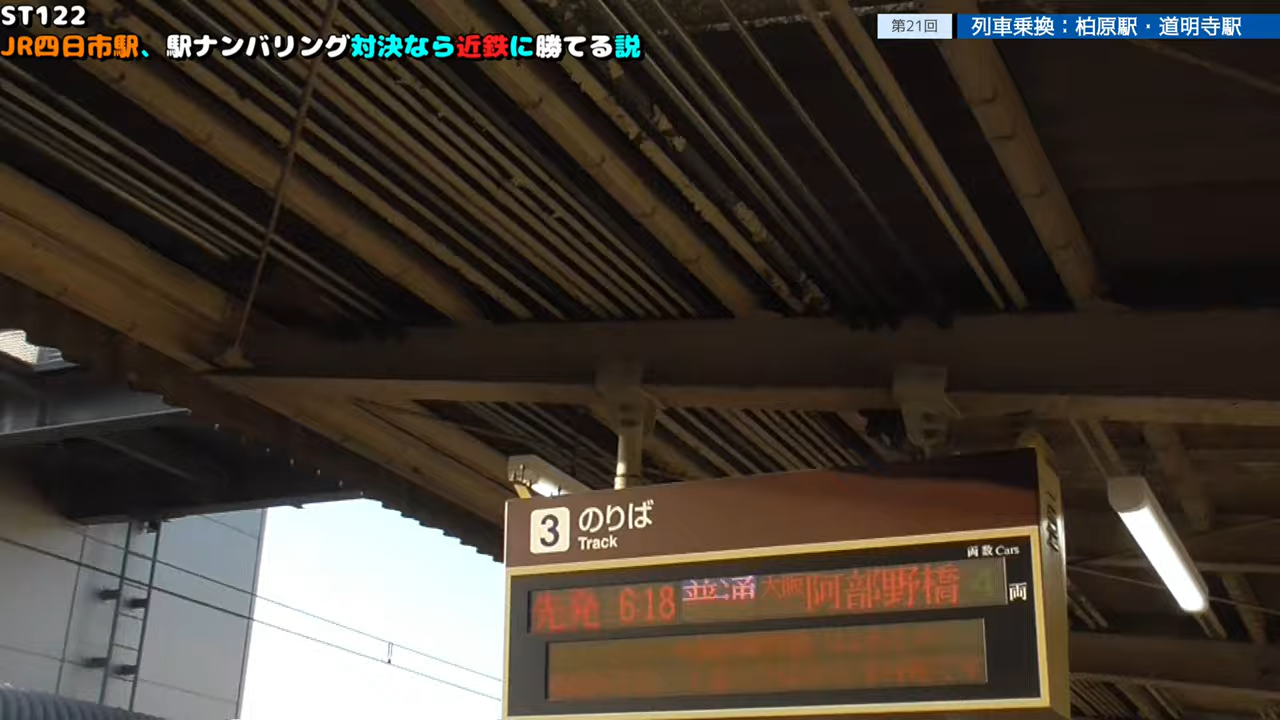 ST122
JR四日市駅、駅ナンバリング対決なら近鉄に勝てる説
第21回
列車乗換：柏原駅・道明寺駅
3 のりば
Track
両数 Cars
先発 6:18 普通 大阪阿部野橋 4 両